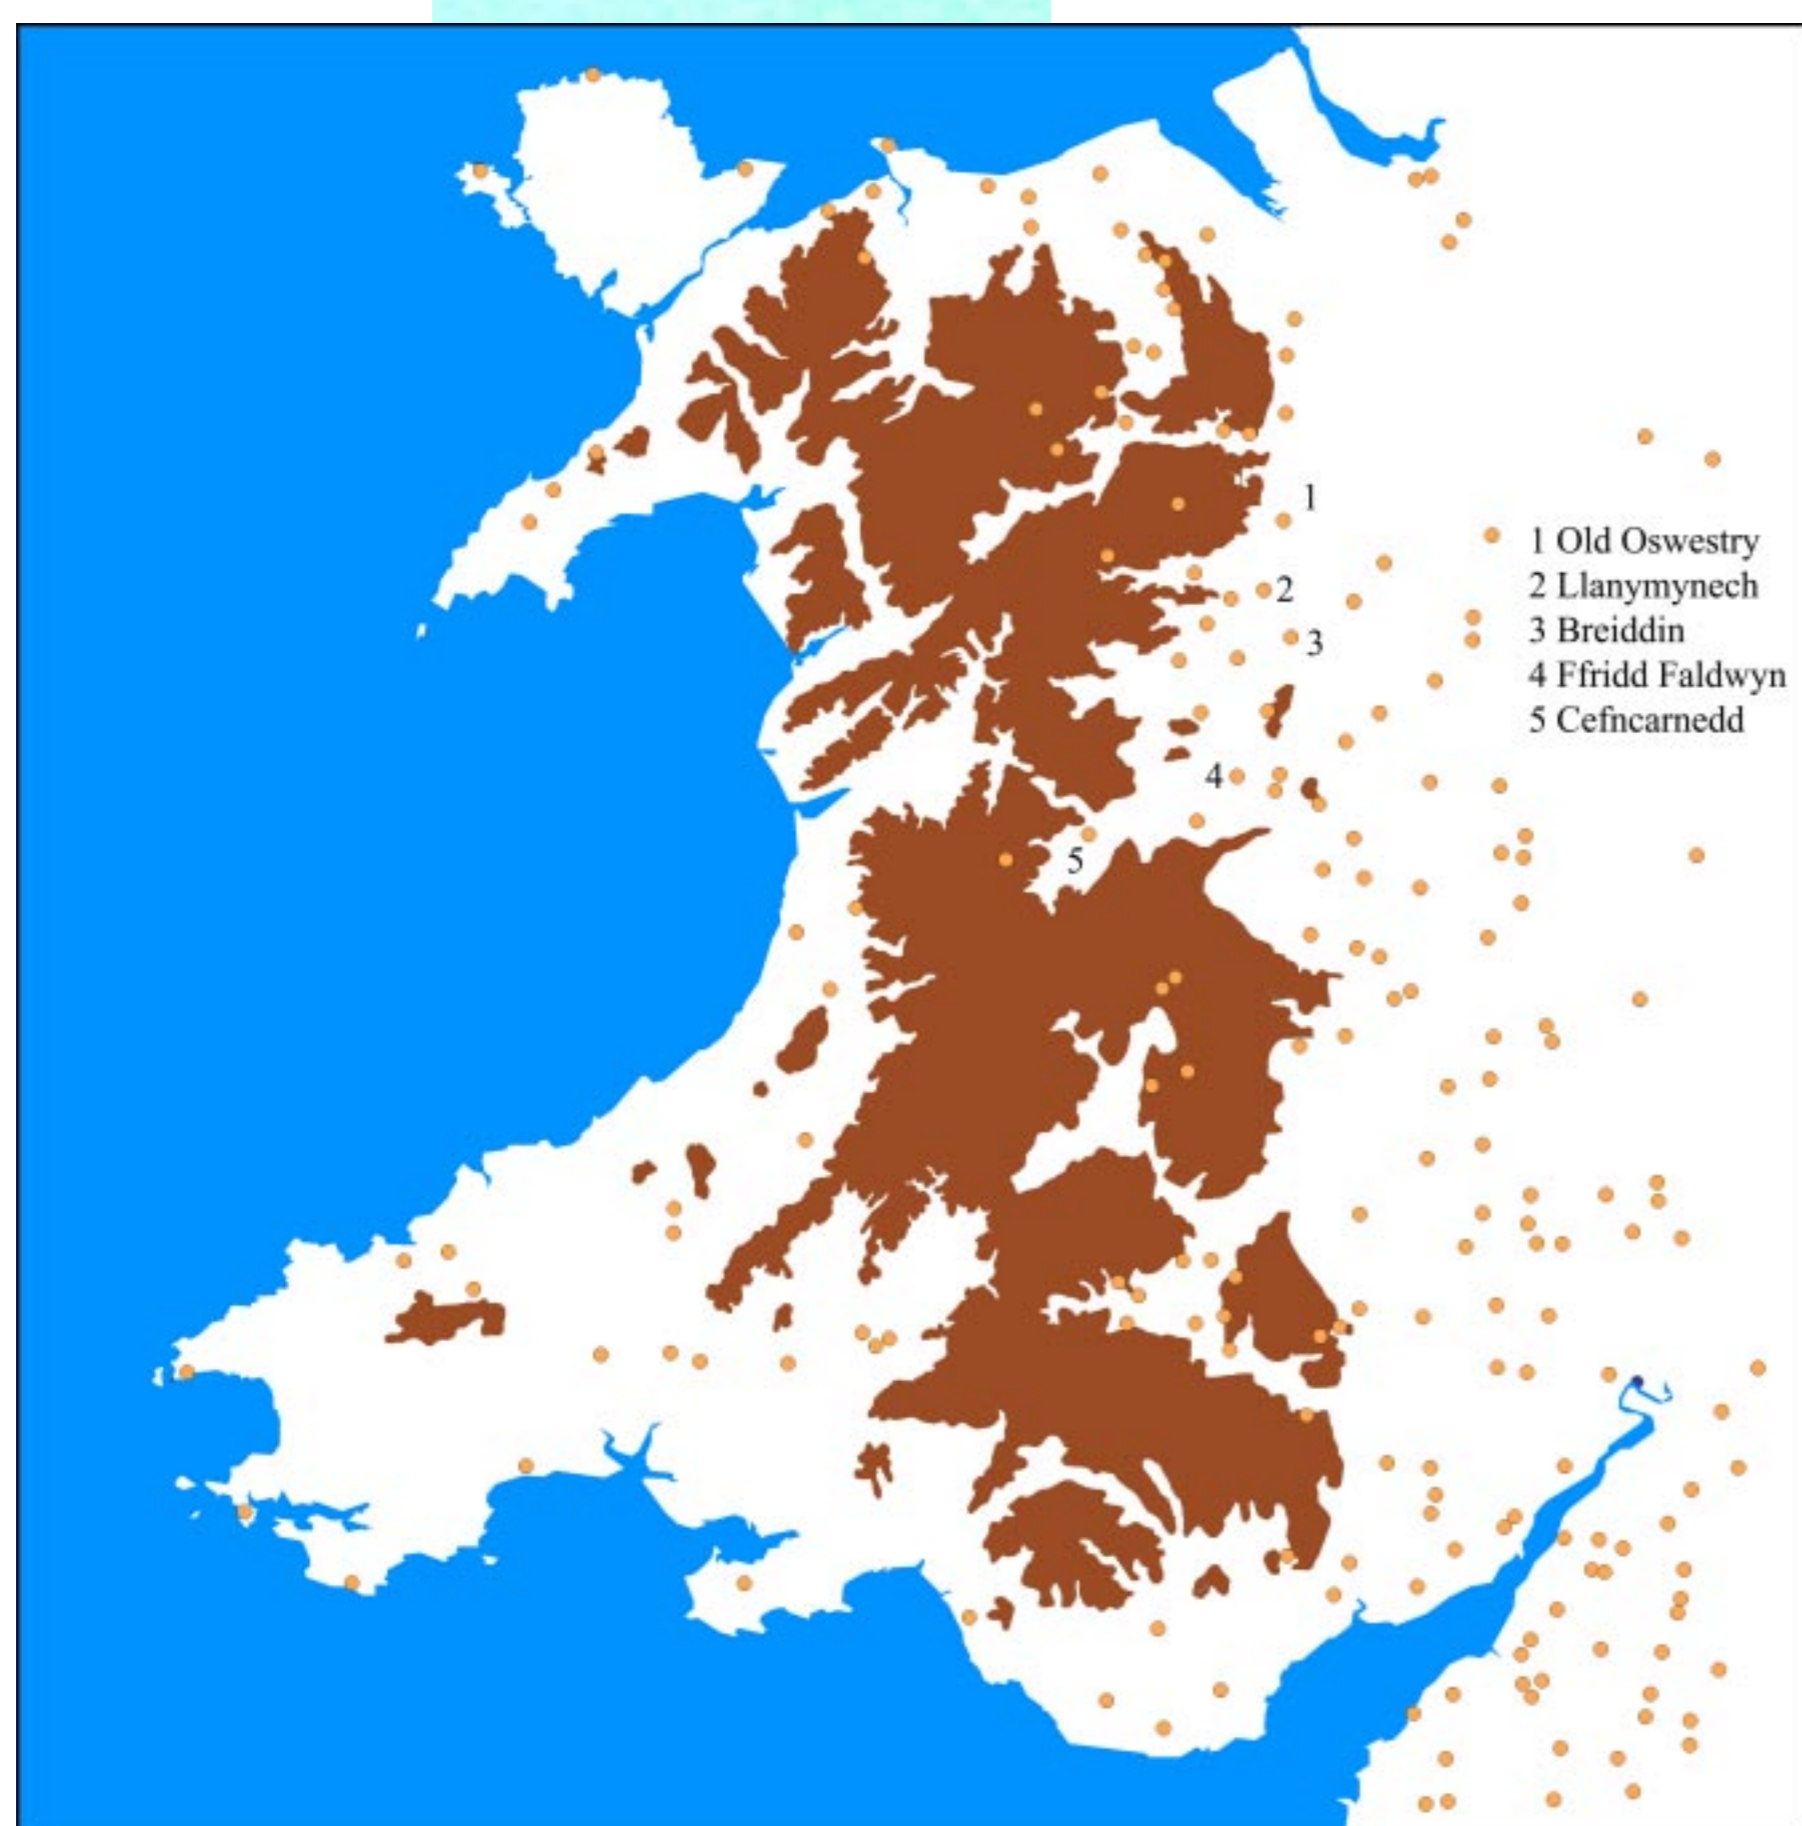 1
1 Old Oswestry
2 Llanymynech
2
3 Breiddin
3
4 Ffridd Faldwyn
5 Cefncarnedd
4
5